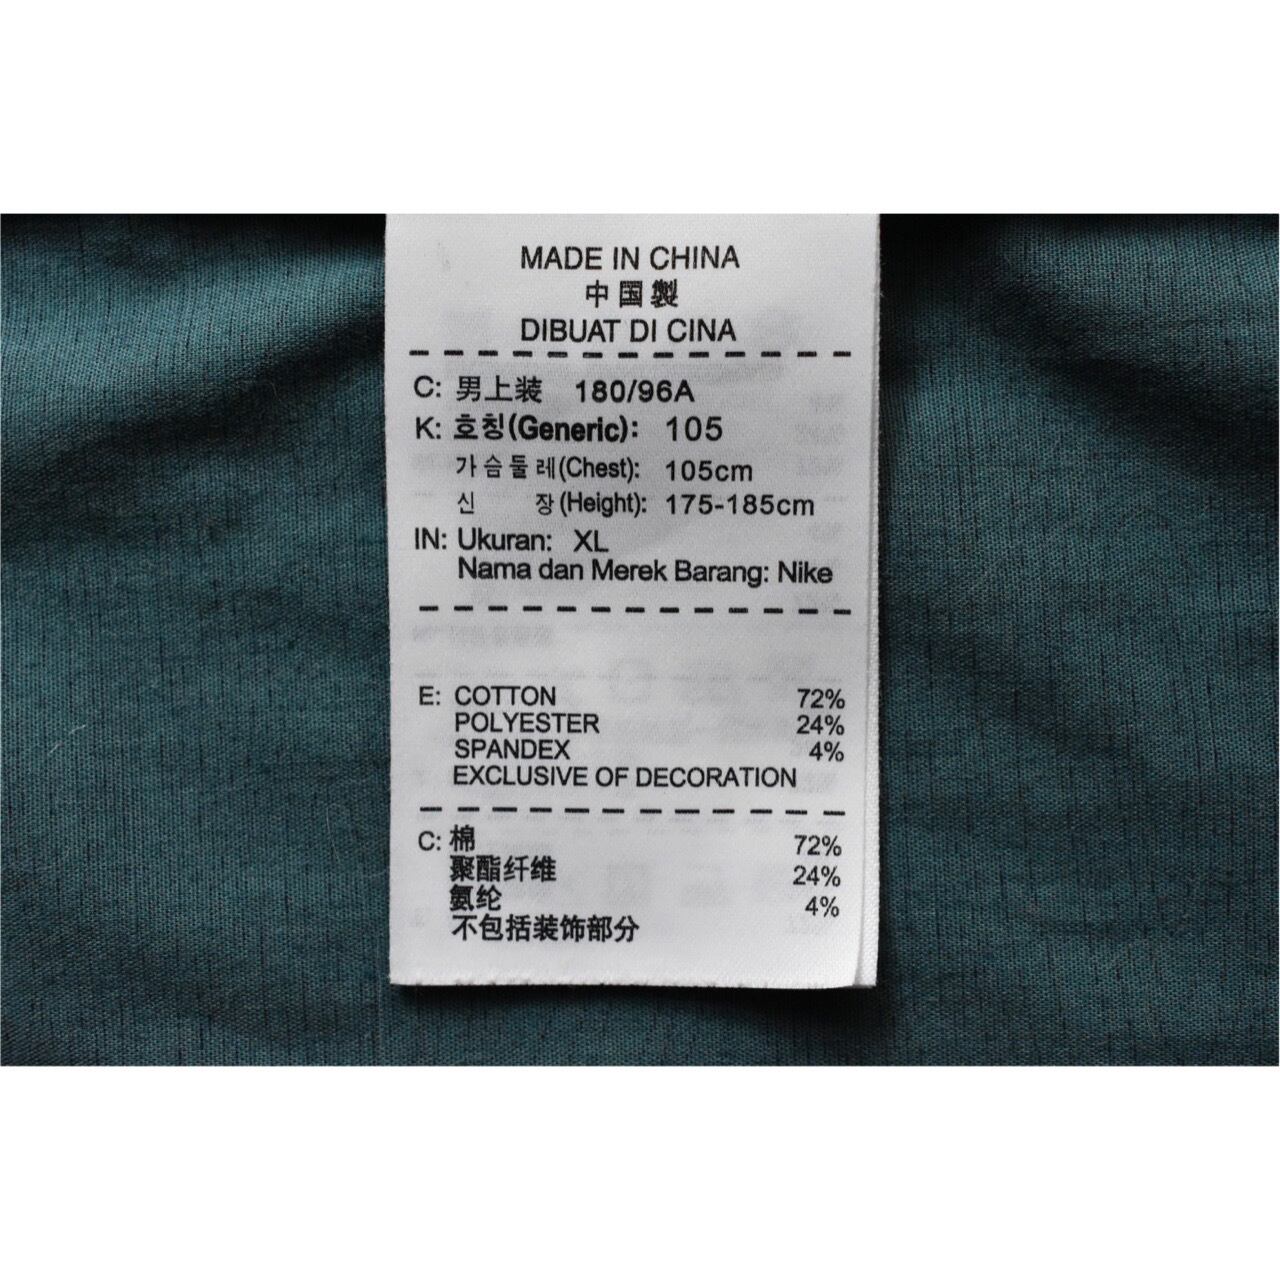 MADE IN CHINA
中国製
DIBUAT DI CINA
C: 男上装 180/96A
K: 호칭(Generic): 105
가슴둘레(Chest): 105cm
신 장(Height): 175-185cm
IN: Ukuran: XL
Nama dan Merek Barang: Nike
E: COTTON 72%
POLYESTER 24%
SPANDEX 4%
EXCLUSIVE OF DECORATION
C: 棉 72%
聚酯纤维 24%
氨纶 4%
不包括装饰部分